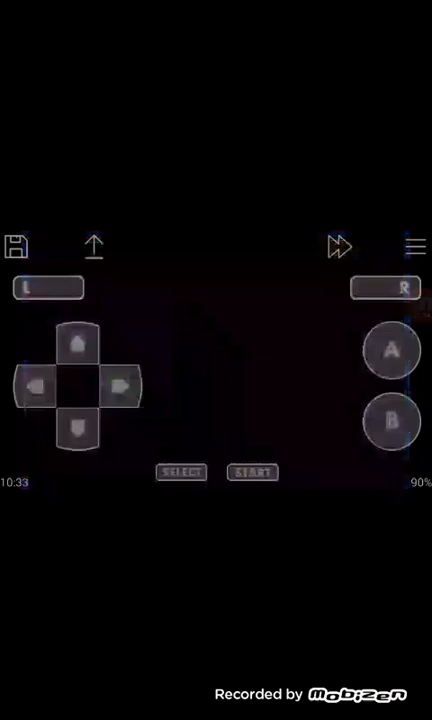 L R
A
B
SELECT START
10:33 90%
Recorded by Mobizen